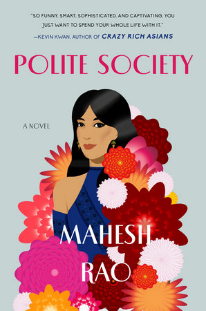 "SO FUNNY, SMART, SOPHISTICATED, AND CAPTIVATING, YOU
JUST WANT TO SPEND YOUR WHOLE LIFE WITH IT."
—KEVIN KWAN, AUTHOR OF CRAZY RICH ASIANS
POLITE SOCIETY
A NOVEL
MAHESH
RAO